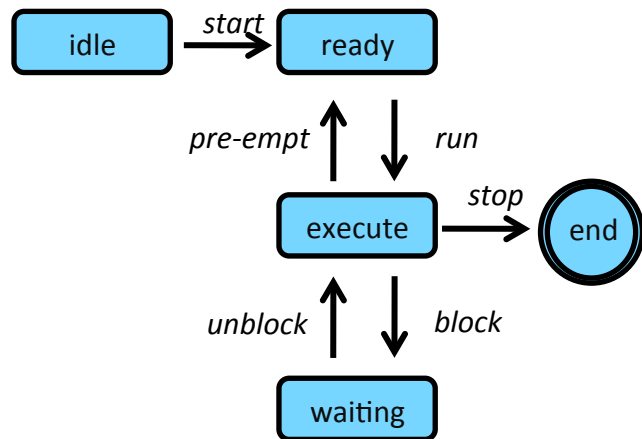 idle
start
ready
pre-empt
run
execute
stop
end
unblock
block
waiting